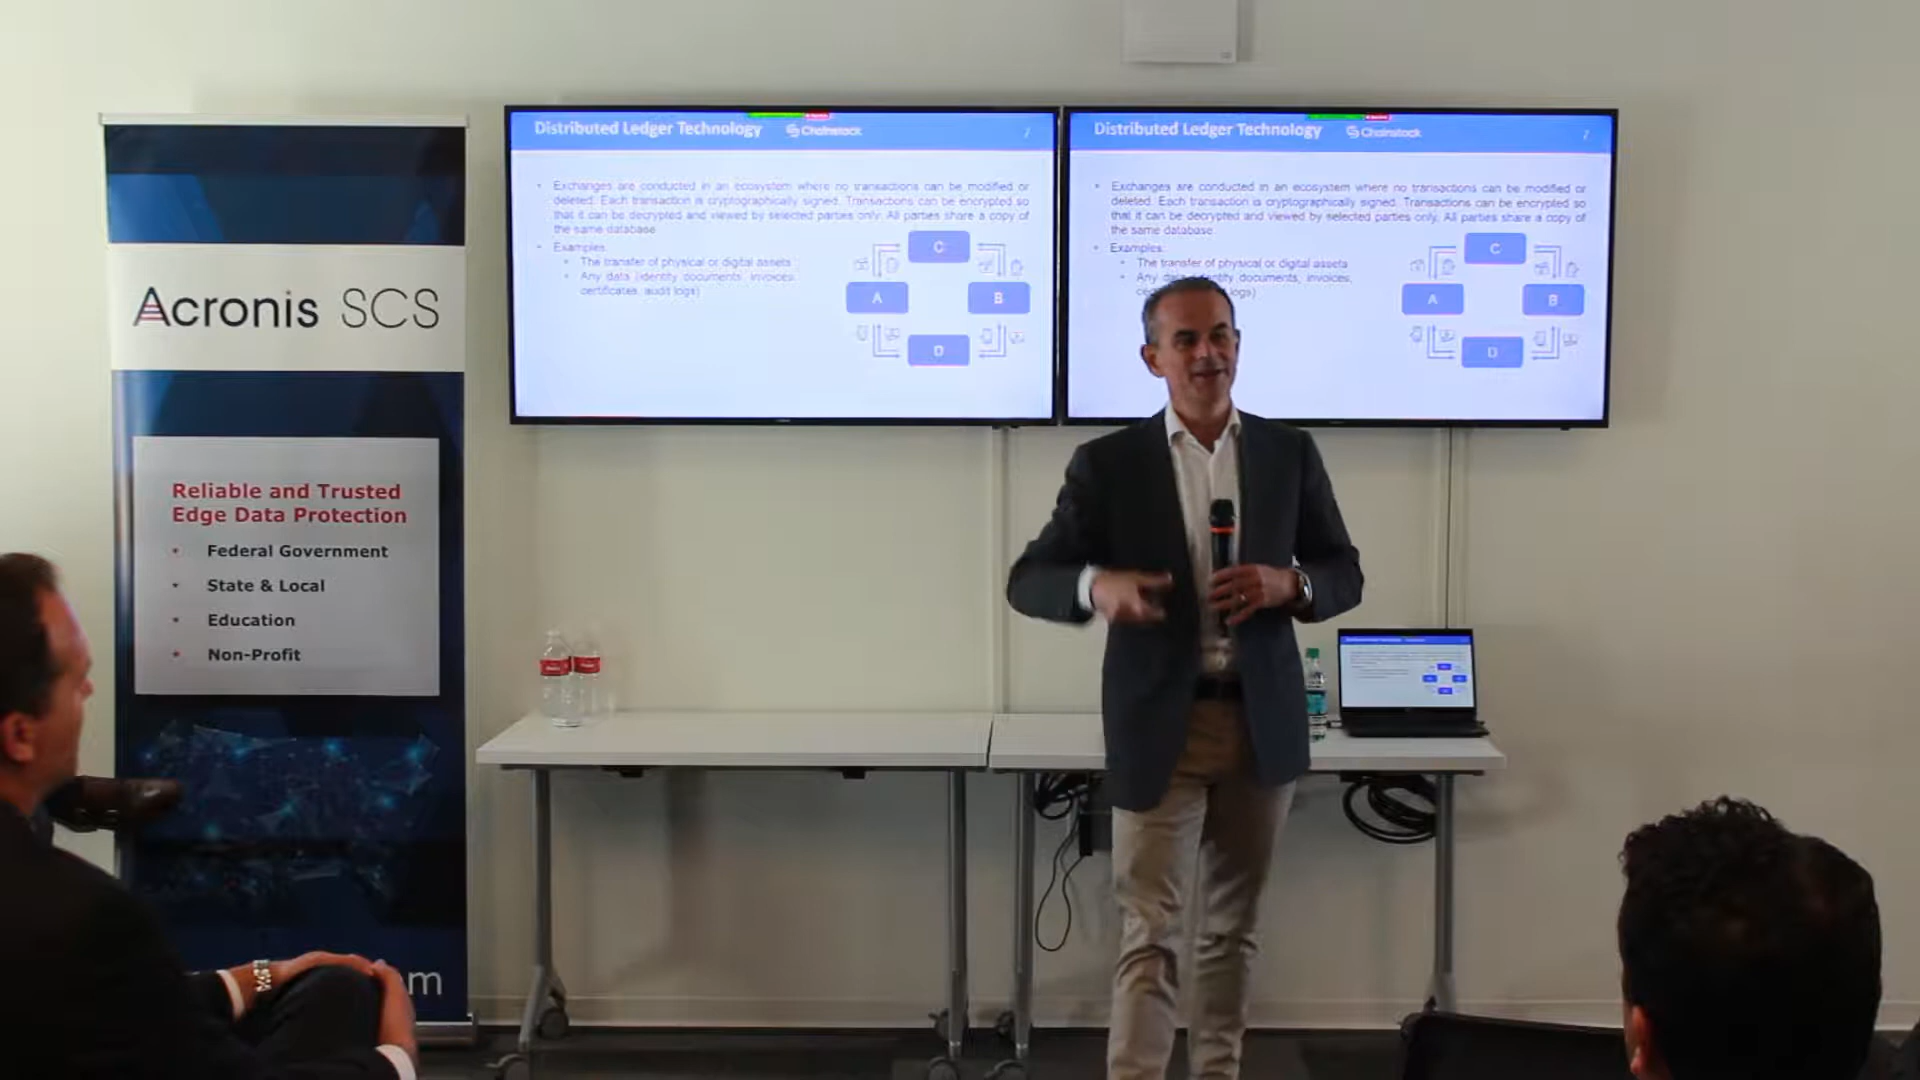 Acronis SCS
Reliable and Trusted
Edge Data Protection
Federal Government
State & Local
Education
Non-Profit
m
Distributed Ledger Technology
Chainstack
7
• Exchanges are conducted in an ecosystem where no transactions can be modified or
deleted. Each transaction is cryptographically signed. Transactions can be encrypted so
that it can be decrypted and viewed by selected parties only. All parties share a copy of
the same database.
• Examples:
• The transfer of physical or digital assets
• Any data (identity documents, invoices,
certificates, audit logs)
C
A
B
D
Distributed Ledger Technology
Chainstack
7
• Exchanges are conducted in an ecosystem where no transactions can be modified or
deleted. Each transaction is cryptographically signed. Transactions can be encrypted so
that it can be decrypted and viewed by selected parties only. All parties share a copy of
the same database.
• Examples:
• The transfer of physical or digital assets
• Any data (identity documents, invoices,
logs)
C
A
B
D